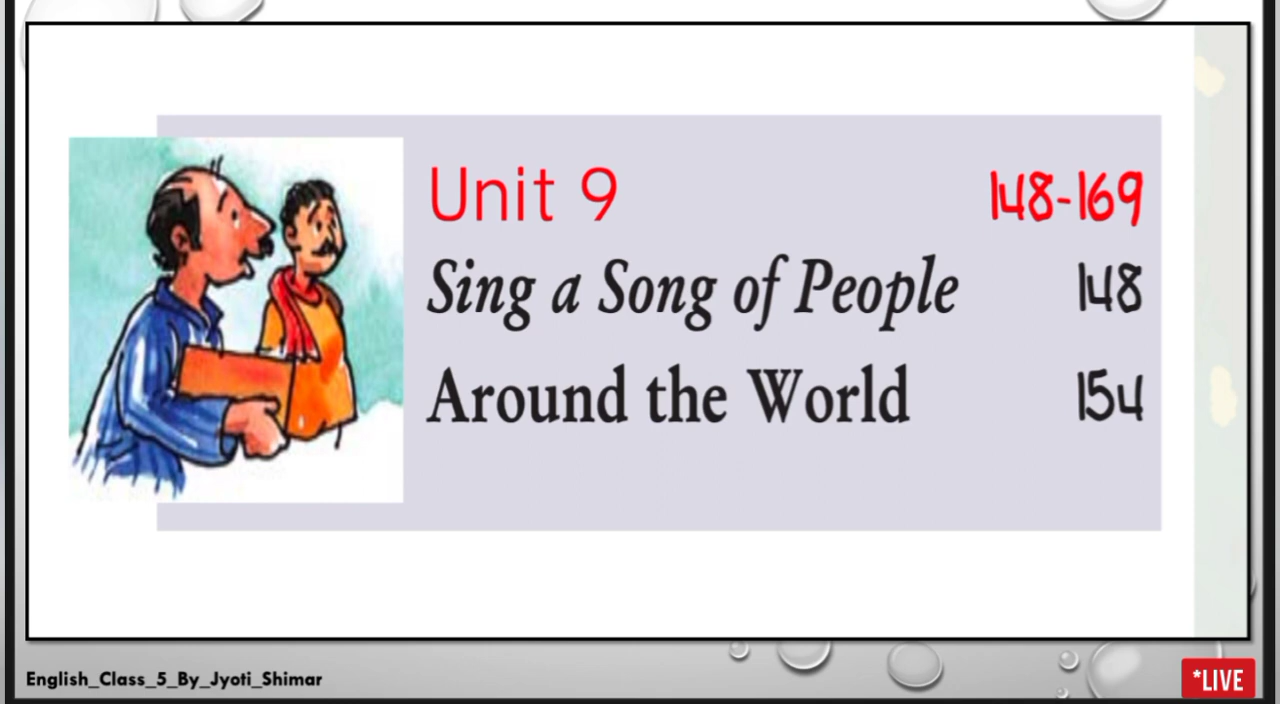 Unit 9 148-169
Sing a Song of People 148
Around the World 154
English_Class_5_By_Jyoti_Shimar
*LIVE